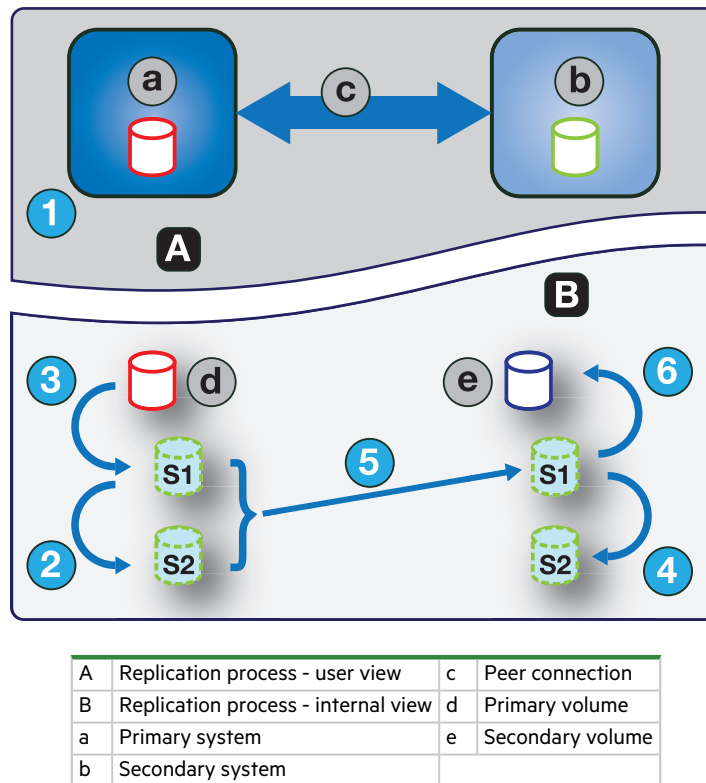 a
c
b
1
A
B
3
d
e
6
S1
5
S1
2
S2
S2
4
A Replication process - user view c Peer connection
B Replication process - internal view d Primary volume
a Primary system e Secondary volume
b Secondary system